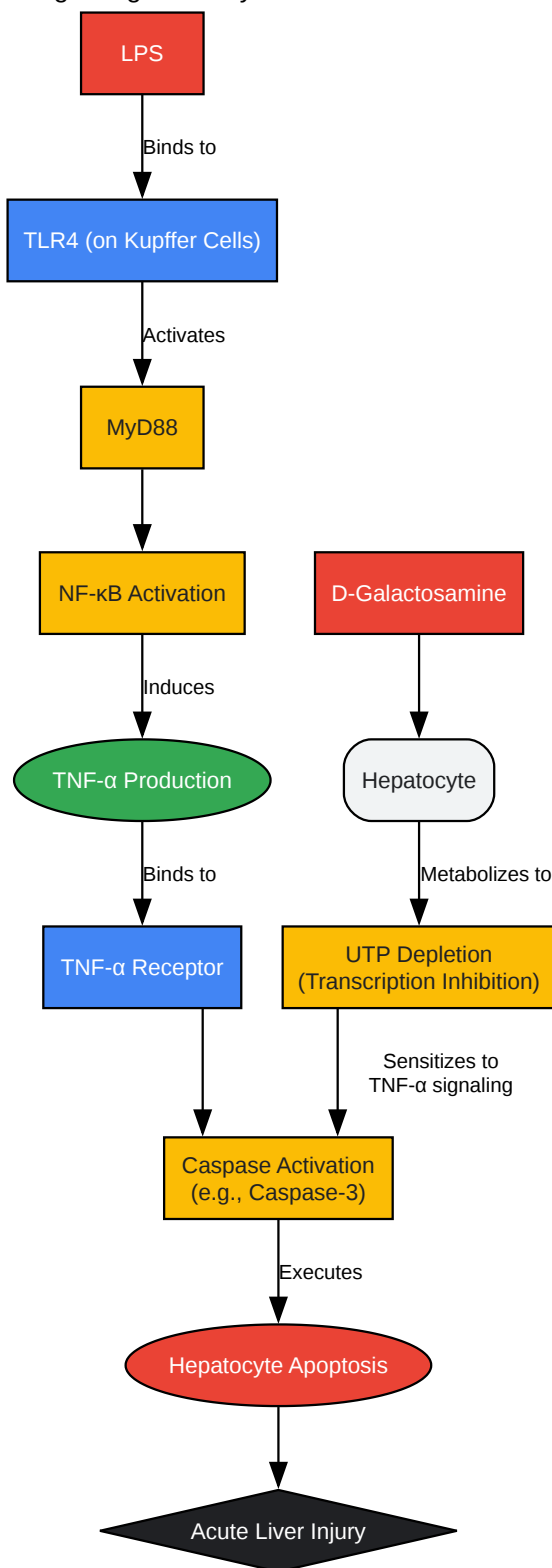 LPS
Binds to
TLR4 (on Kupffer Cells)
Activates
MyD88
NF-κB Activation
D-Galactosamine
Induces
TNF-α Production
Hepatocyte
Binds to
Metabolizes to
TNF-α Receptor
UTP Depletion
(Transcription Inhibition)
Sensitizes to
TNF-α signaling
Caspase Activation
(e.g., Caspase-3)
Executes
Hepatocyte Apoptosis
Acute Liver Injury